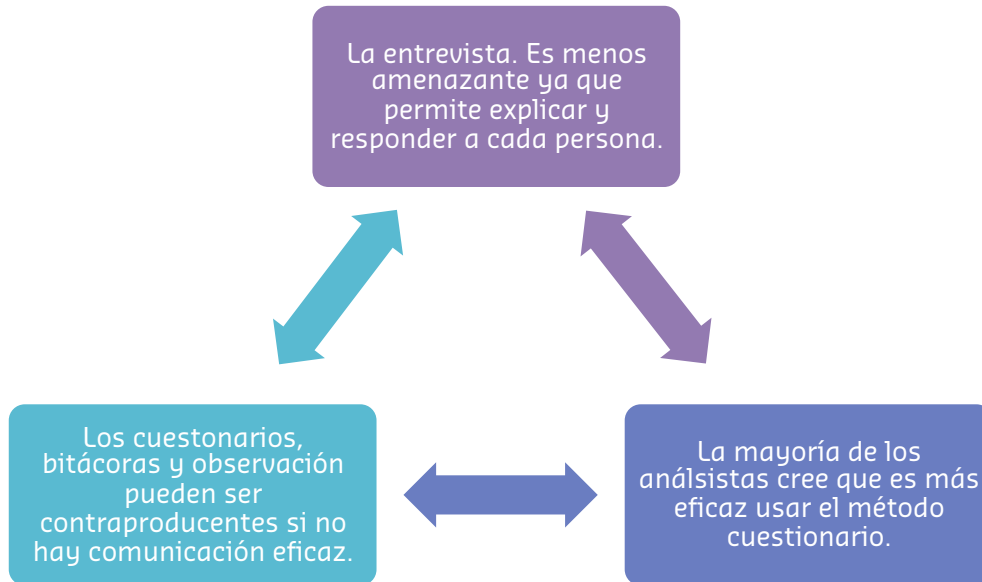 La entrevista. Es menos
amenazante ya que
permite explicar y
responder a cada persona.
Los cuestonarios,
bitácoras y observación
pueden ser
contraproducentes si no
hay comunicación eficaz.
La mayoría de los
análsistas cree que es más
eficaz usar el método
cuestionario.